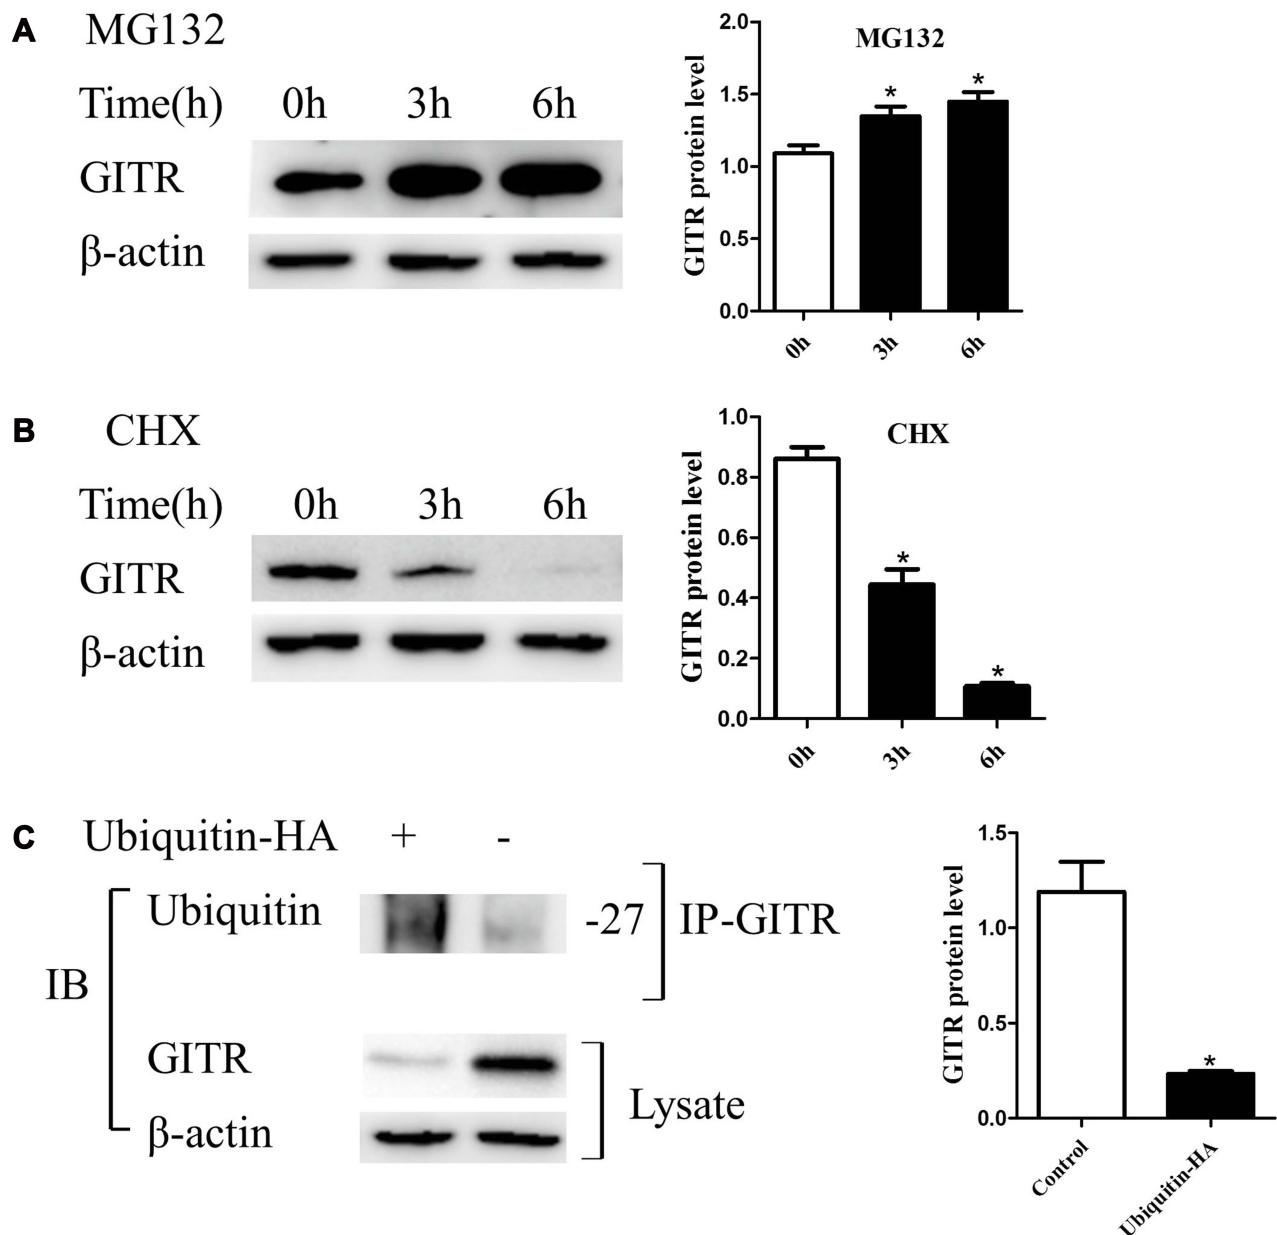 A
MG132
Time(h) 0h 3h 6h
GITR
β-actin
MG132
GITR protein level
2.0
1.5
1.0
0.5
0.0
* *
0h 3h 6h
B
CHX
Time(h) 0h 3h 6h
GITR
β-actin
CHX
GITR protein level
1.0
0.8
0.6
0.4
0.2
0.0
* *
0h 3h 6h
C
Ubiquitin-HA + -
IB
Ubiquitin -27 IP-GITR
GITR
β-actin
Lysate
GITR protein level
1.5
1.0
0.5
0.0
*
Control Ubiquitin-HA